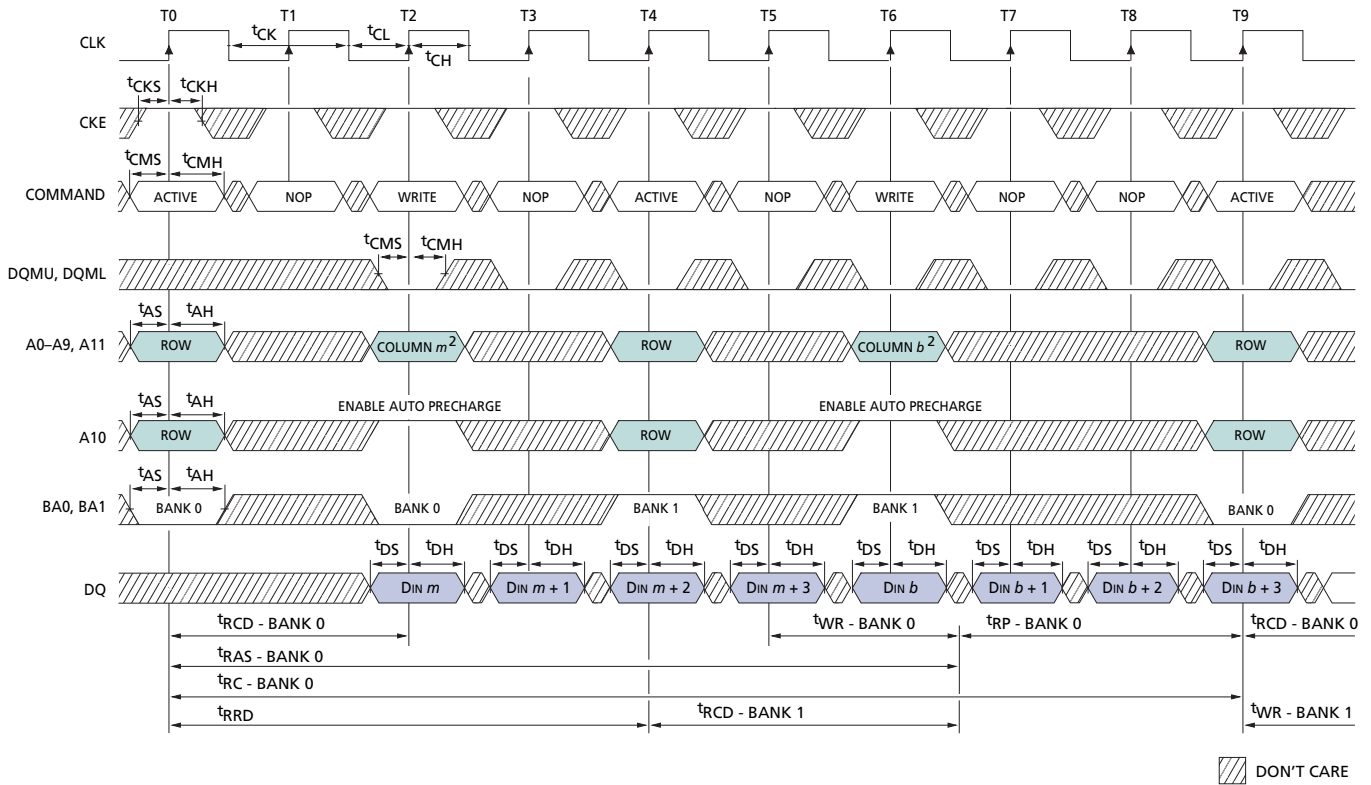 T0 T1 T2 T3 T4 T5 T6 T7 T8 T9
CLK tCK tCL tCH
tCKS tCKH
CKE
tCMS tCMH
COMMAND ACTIVE NOP WRITE NOP ACTIVE NOP WRITE NOP NOP ACTIVE
tCMS tCMH
DQMU, DQML
tAS tAH
A0–A9, A11 ROW COLUMN m2 ROW COLUMN b2 ROW
tAS tAH ENABLE AUTO PRECHARGE ENABLE AUTO PRECHARGE
A10 ROW ROW ROW
tAS tAH
BA0, BA1 BANK 0 BANK 0 BANK 1 BANK 1 BANK 0
tDS tDH tDS tDH tDS tDH tDS tDH tDS tDH tDS tDH tDS tDH tDS tDH
DQ DIN m DIN m + 1 DIN m + 2 DIN m + 3 DIN b DIN b + 1 DIN b + 2 DIN b + 3
tRCD - BANK 0 tWR - BANK 0 tRP - BANK 0 tRCD - BANK 0
tRAS - BANK 0
tRC - BANK 0
tRRD tRCD - BANK 1 tWR - BANK 1
DON'T CARE